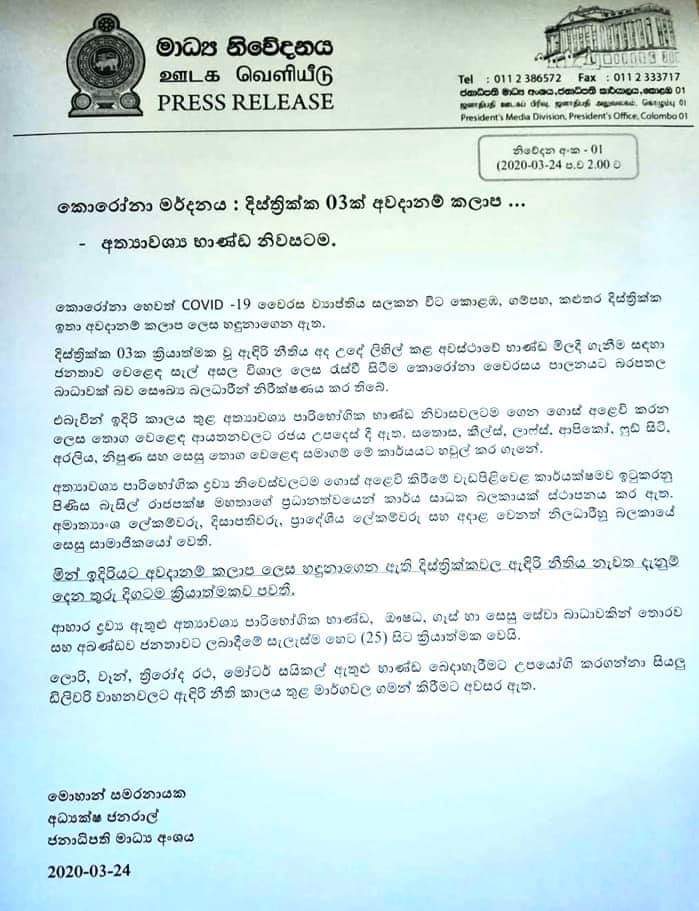 මාධ්‍ය නිවේදනය
ஊடக வெளியீடு
PRESS RELEASE
Tel : 011 2 386572 Fax : 011 2 333717
ජනාධිපති මාධ්‍ය අංශය, ජනාධිපති කාර්යාලය, කොළඹ 01
ஜனாதிபதி ஊடகப் பிரிவு, ஜனாதிபதி அலுவலகம், கொழும்பு 01
President's Media Division, President's Office, Colombo 01
නිවේදන අංක - 01
(2020-03-24 ප.ව 2.00 ට
කොරෝනා මර්දනය : දිස්ත්‍රික්ක 03ක් අවදානම් කලාප ...
- අත්‍යාවශ්‍ය භාණ්ඩ නිවසටම.
කොරෝනා හෙවත් COVID -19 වෛරස ව්‍යාප්තිය සලකන විට කොළඹ, ගම්පහ, කළුතර දිස්ත්‍රික්ක
ඉතා අවදානම් කලාප ලෙස හඳුනාගෙන ඇත.
දිස්ත්‍රික්ක 03ක ක්‍රියාත්මක වූ ඇඳිරි නීතිය අද උදේ ලිහිල් කළ අවස්ථාවේ භාණ්ඩ මිලදී ගැනීම සඳහා
ජනතාව වෙළෙඳ සැල් අසල විශාල ලෙස රැස්වී සිටීම කොරෝනා වෛරසය පාලනයට බරපතල
බාධාවක් බව සෞඛ්‍ය බලධාරීන් නිරීක්ෂණය කර තිබේ.
එබැවින් ඉදිරි කාලය තුළ අත්‍යාවශ්‍ය පාරිභෝගික භාණ්ඩ නිවාසවලටම ගෙන ගොස් අළෙවි කරන
ලෙස තොග වෙළෙඳ ආයතනවලට රජය උපදෙස් දී ඇත. සතොස, කීල්ස්, ලාෆ්ස්, ආපිකෝ, ෆුඩ් සිටි,
අරලිය, නිපුණ සහ සෙසු තොග වෙළෙඳ සමාගම් මේ කාර්යයට හවුල් කර ගැනේ.
අත්‍යාවශ්‍ය පාරිභෝගික ද්‍රව්‍ය නිවෙස්වලටම ගොස් අළෙවි කිරීමේ වැඩපිළිවෙළ කාර්යක්ෂමව ඉටුකරනු
පිණිස බැසිල් රාජපක්ෂ මහතාගේ ප්‍රධානත්වයෙන් කාර්ය සාධක බලකායක් ස්ථාපනය කර ඇත.
අමාත්‍යාංශ ලේකම්වරු, දිසාපතිවරු, ප්‍රාදේශීය ලේකම්වරු සහ අදාළ වෙනත් නිලධාරීහු බලකායේ
සෙසු සාමාජිකයෝ වෙති.
මින් ඉදිරියට අවදානම් කලාප ලෙස හඳුනාගෙන ඇති දිස්ත්‍රික්කවල ඇඳිරි නීතිය නැවත දැනුම්
දෙන තුරු දිගටම ක්‍රියාත්මකව පවතී.
ආහාර ද්‍රව්‍ය ඇතුළු අත්‍යාවශ්‍ය පාරිභෝගික භාණ්ඩ, ඖෂධ, ගෑස් හා සෙසු සේවා බාධාවකින් තොරව
සහ අඛණ්ඩව ජනතාවට ලබාදීමේ සැලැස්ම හෙට (25) සිට ක්‍රියාත්මක වෙයි.
ලොරි, වෑන්, ත්‍රිරෝද රථ, මෝටර් සයිකල් ඇතුළු භාණ්ඩ බෙදාහැරීමට උපයෝගි කරගන්නා සියලු
ඩිලිවරි වාහනවලට ඇඳිරි නීති කාලය තුළ මාර්ගවල ගමන් කිරීමට අවසර ඇත.
මොහාන් සමරනායක
අධ්‍යක්ෂ ජනරාල්
ජනාධිපති මාධ්‍ය අංශය
2020-03-24